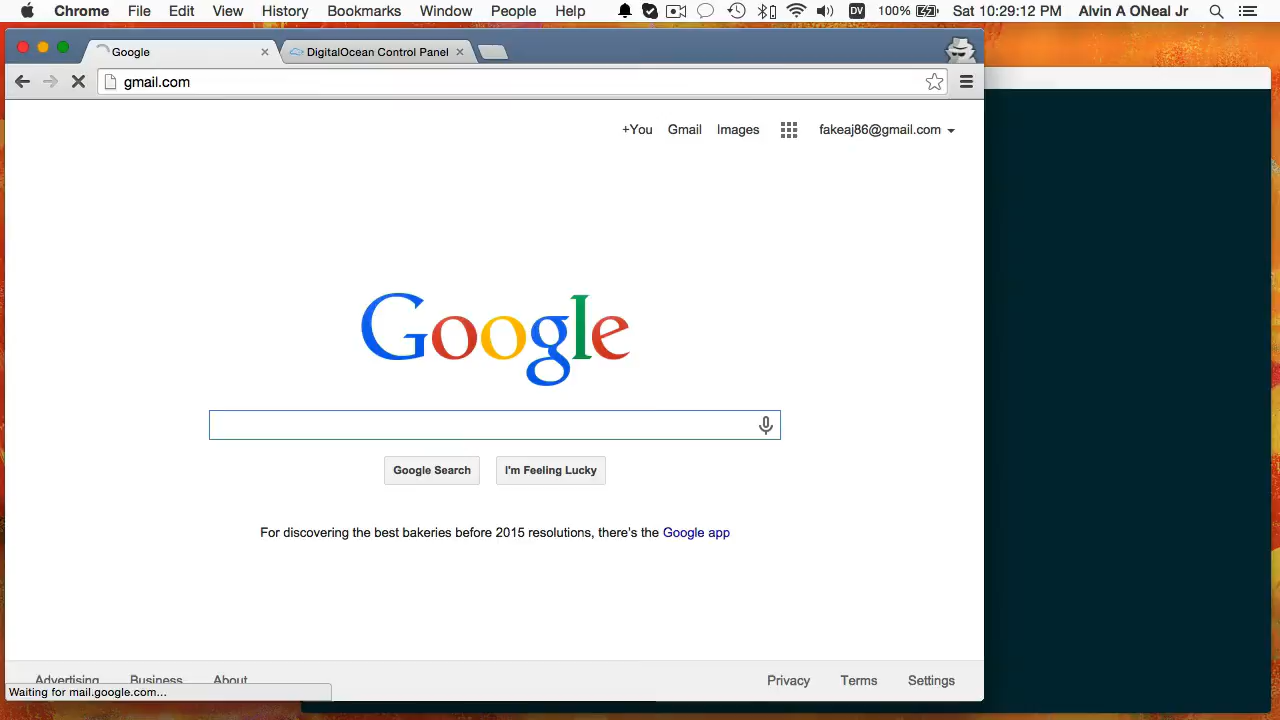 Chrome File Edit View History Bookmarks Window People Help DV 100% Sat 10:29:12 PM Alvin A ONeal Jr
Google DigitalOcean Control Panel
gmail.com
+You Gmail Images fakeaj86@gmail.com
Google
Google Search I'm Feeling Lucky
For discovering the best bakeries before 2015 resolutions, there's the Google app
Advertising Business About Privacy Terms Settings
Waiting for mail.google.com...